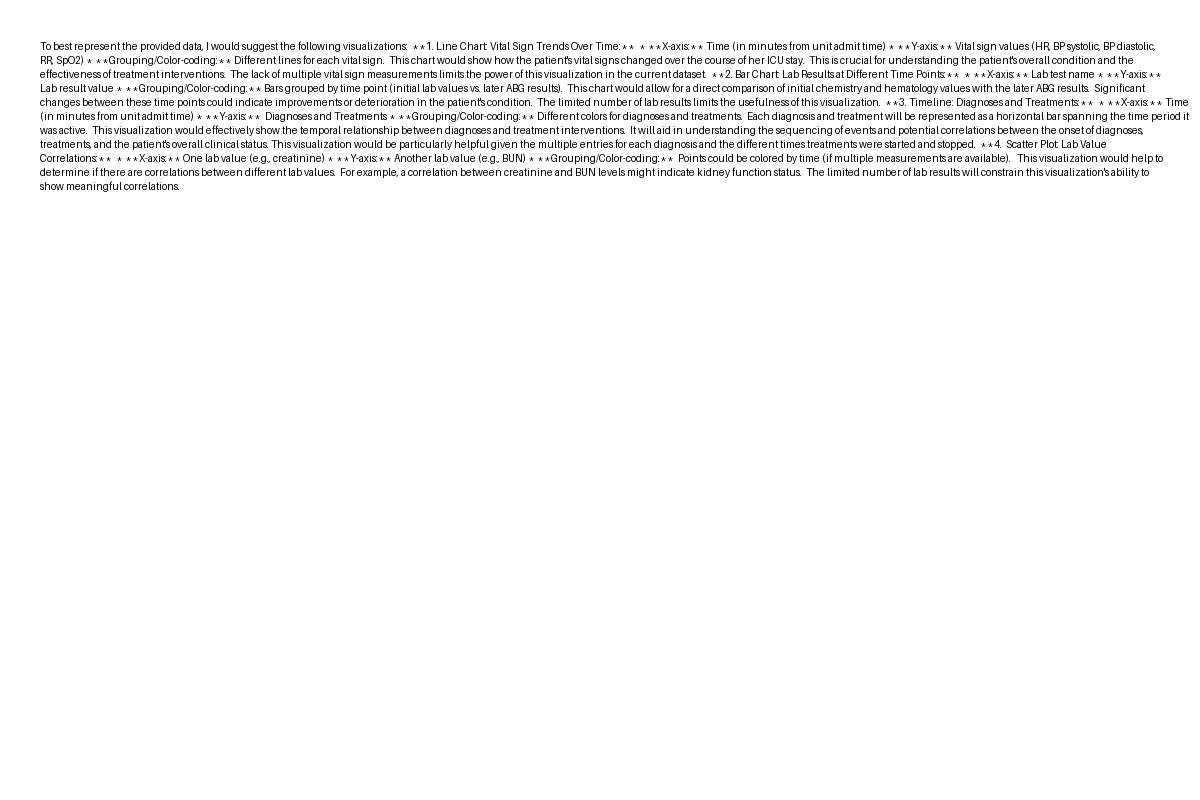 To best represent the provided data, I would suggest the following visualizations:  **1. Line Chart: Vital Sign Trends Over Time:**  * **X-axis:** Time (in minutes from unit admit time) * **Y-axis:** Vital sign values (HR, BP systolic, BP diastolic,
RR, SpO2) * **Grouping/Color-coding:** Different lines for each vital sign.  This chart would show how the patient's vital signs changed over the course of her ICU stay.  This is crucial for understanding the patient's overall condition and the
effectiveness of treatment interventions.  The lack of multiple vital sign measurements limits the power of this visualization in the current dataset.  **2. Bar Chart: Lab Results at Different Time Points:**  * **X-axis:** Lab test name * **Y-axis:**
Lab result value * **Grouping/Color-coding:** Bars grouped by time point (initial lab values vs. later ABG results).  This chart would allow for a direct comparison of initial chemistry and hematology values with the later ABG results.  Significant
changes between these time points could indicate improvements or deterioration in the patient's condition.  The limited number of lab results limits the usefulness of this visualization.  **3. Timeline: Diagnoses and Treatments:**  * **X-axis:** Time
(in minutes from unit admit time) * **Y-axis:**  Diagnoses and Treatments * **Grouping/Color-coding:** Different colors for diagnoses and treatments.  Each diagnosis and treatment will be represented as a horizontal bar spanning the time period it
was active.  This visualization would effectively show the temporal relationship between diagnoses and treatment interventions.  It will aid in understanding the sequencing of events and potential correlations between the onset of diagnoses,
treatments, and the patient's overall clinical status. This visualization would be particularly helpful given the multiple entries for each diagnosis and the different times treatments were started and stopped.  **4.  Scatter Plot: Lab Value
Correlations:**  * **X-axis:** One lab value (e.g., creatinine) * **Y-axis:** Another lab value (e.g., BUN) * **Grouping/Color-coding:**  Points could be colored by time (if multiple measurements are available).   This visualization would help to
determine if there are correlations between different lab values.  For example, a correlation between creatinine and BUN levels might indicate kidney function status.  The limited number of lab results will constrain this visualization's ability to
show meaningful correlations.